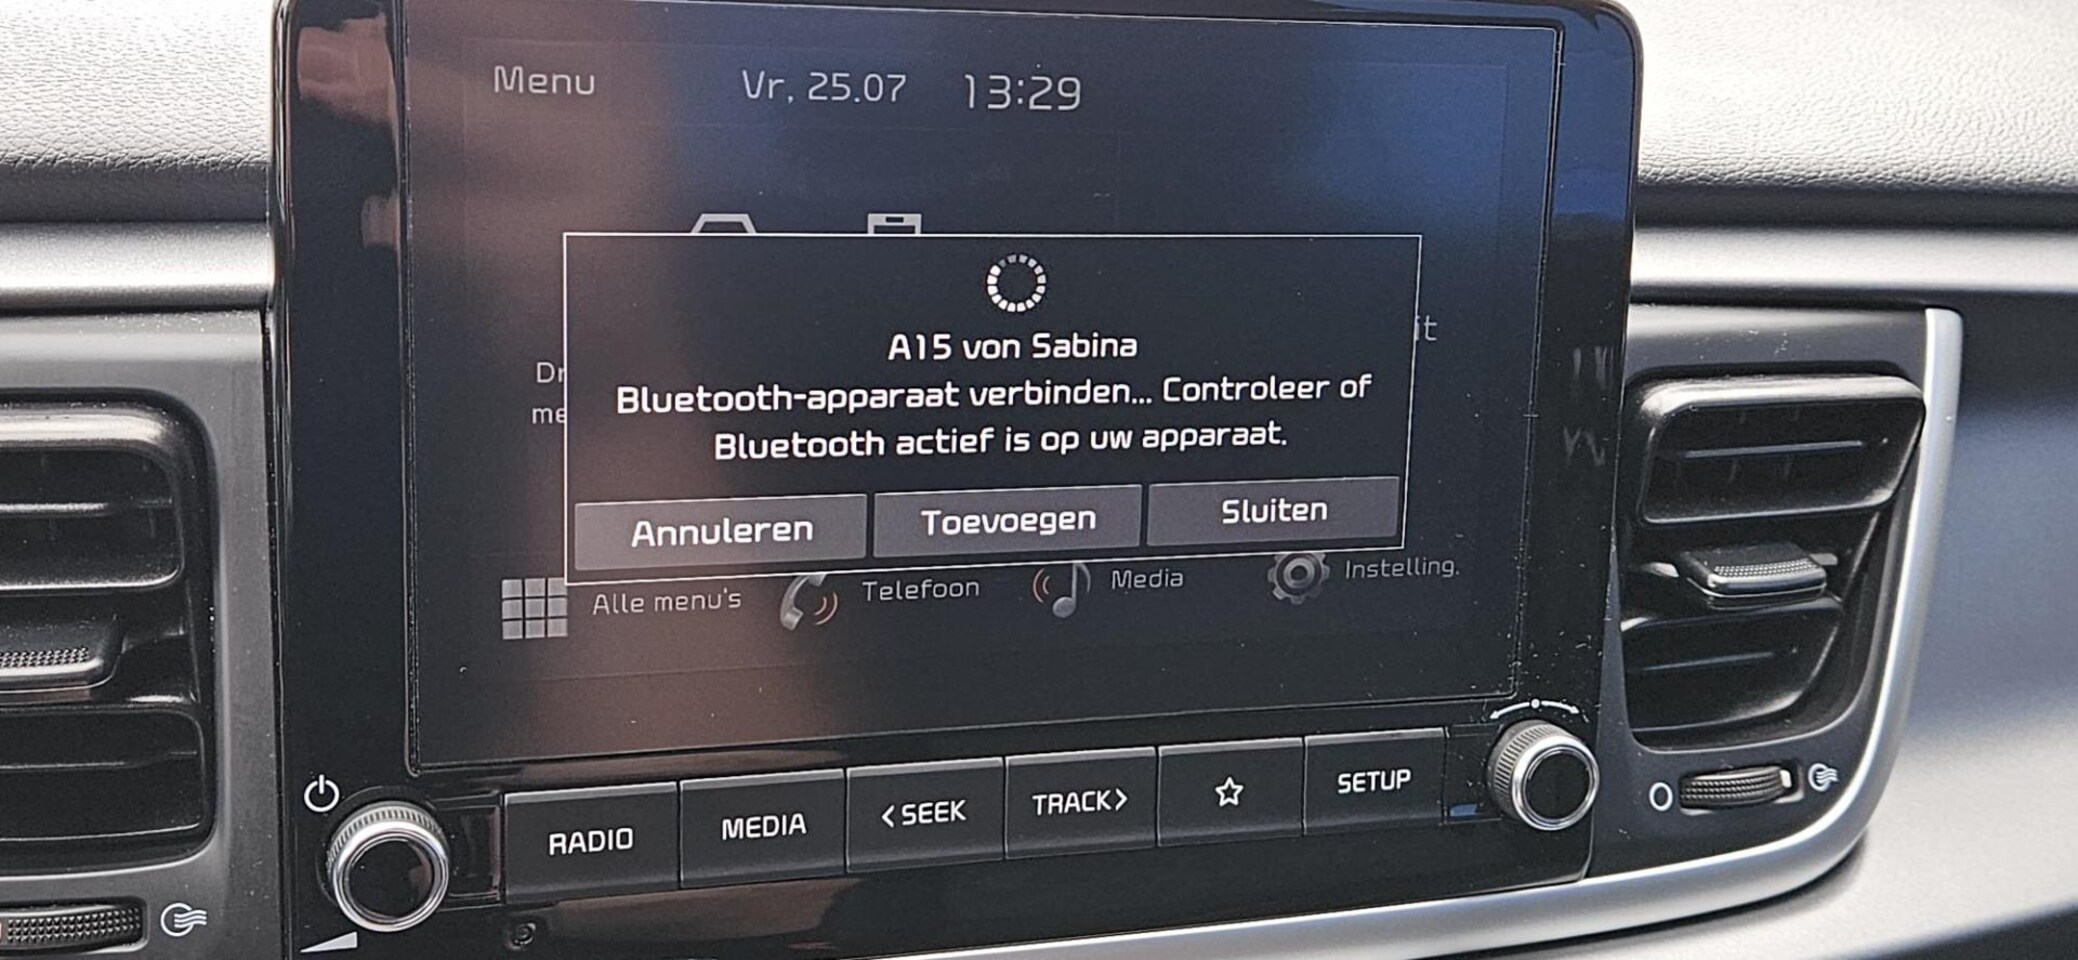 Menu Vr, 25.07 13:29
A15 von Sabina
Bluetooth-apparaat verbinden... Controleer of
Bluetooth actief is op uw apparaat.
Annuleren Toevoegen Sluiten
Alle menu's Telefoon Media Instelling.
RADIO MEDIA <SEEK TRACK> SETUP